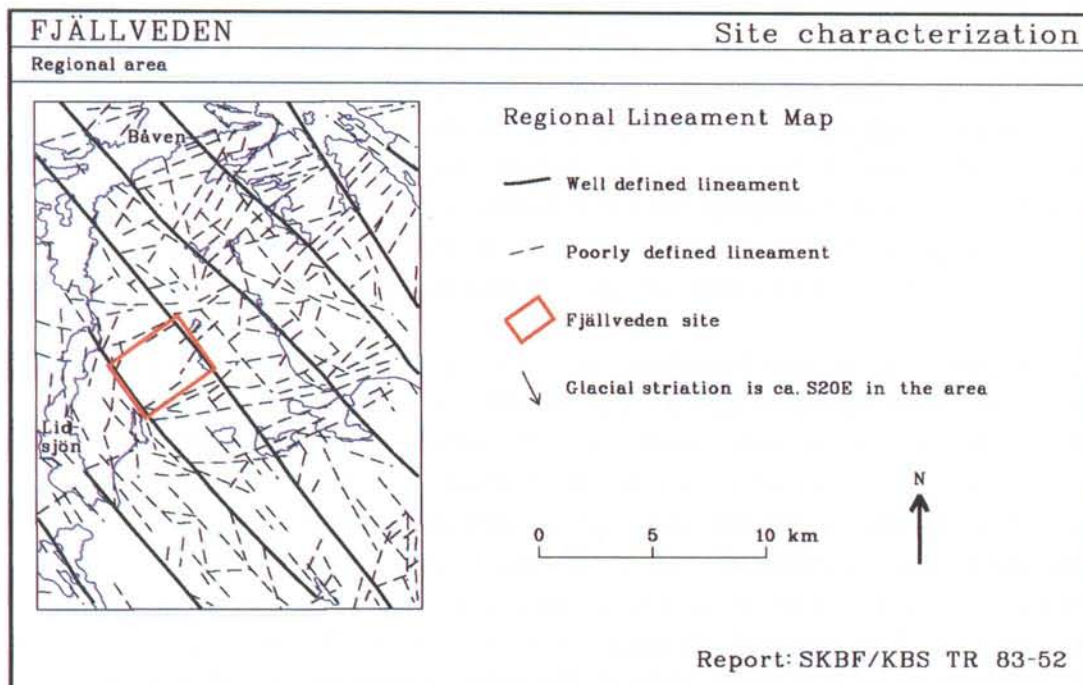 FJÄLLVEDEN
Site characterization
Regional area
Båven
Lid-
sjön
Regional Lineament Map
Well defined lineament
Poorly defined lineament
Fjällveden site
Glacial striation is ca. S20E in the area
N
0 5 10 km
Report: SKBF/KBS TR 83-52